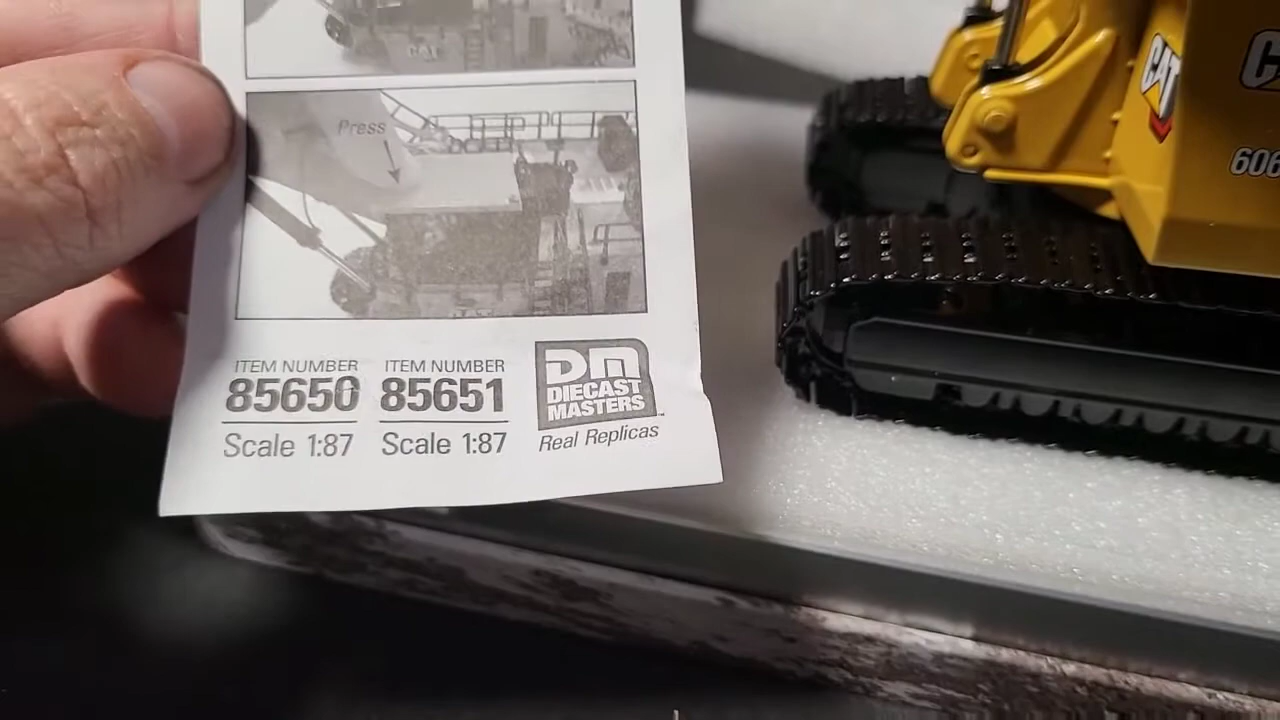 CAT
Press
ITEM NUMBER ITEM NUMBER
85650 85651
Scale 1:87 Scale 1:87
DM
DIECAST
MASTERS
Real Replicas
CAT
606